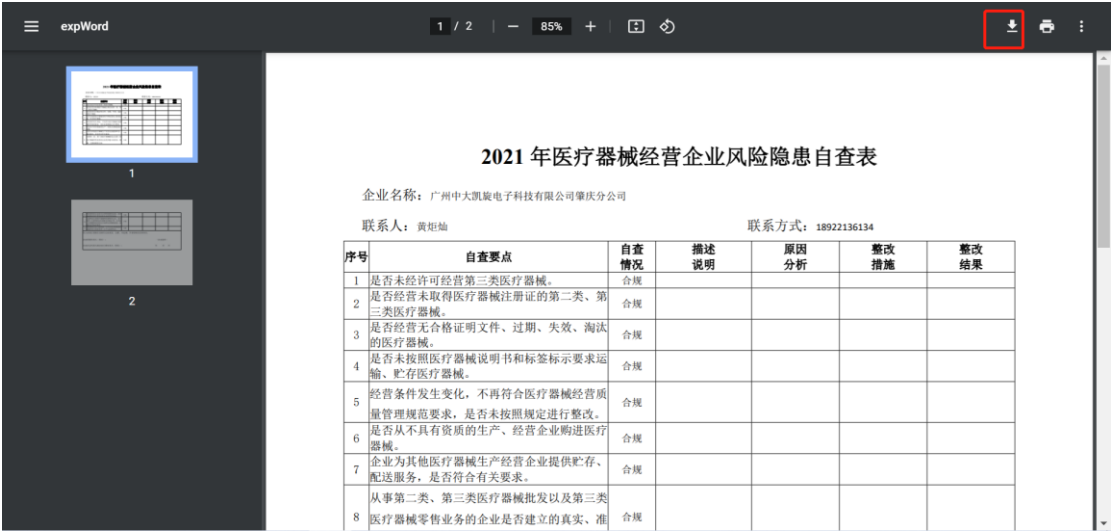 expWord
1 / 2
85%
1
2
2021 年医疗器械经营企业风险隐患自查表
企业名称：广州中大凯旋电子科技有限公司肇庆分公司
联系人：黄炬灿 联系方式：18922136134
序号 自查要点 自查情况 描述说明 原因分析 整改措施 整改结果
1 是否未经许可经营第三类医疗器械。 合规
2 是否经营未取得医疗器械注册证的第二类、第
三类医疗器械。 合规
3 是否经营无合格证明文件、过期、失效、淘汰
的医疗器械。 合规
4 是否未按照医疗器械说明书和标签标示要求运
输、贮存医疗器械。 合规
5 经营条件发生变化，不再符合医疗器械经营质
量管理规范要求，是否未按照规定进行整改。 合规
6 是否从不具有资质的生产、经营企业购进医疗
器械。 合规
7 企业为其他医疗器械生产经营企业提供贮存、
配送服务，是否符合有关要求。 合规
从事第二类、第三类医疗器械批发以及第三类
8 医疗器械零售业务的企业是否建立的真实、准 合规